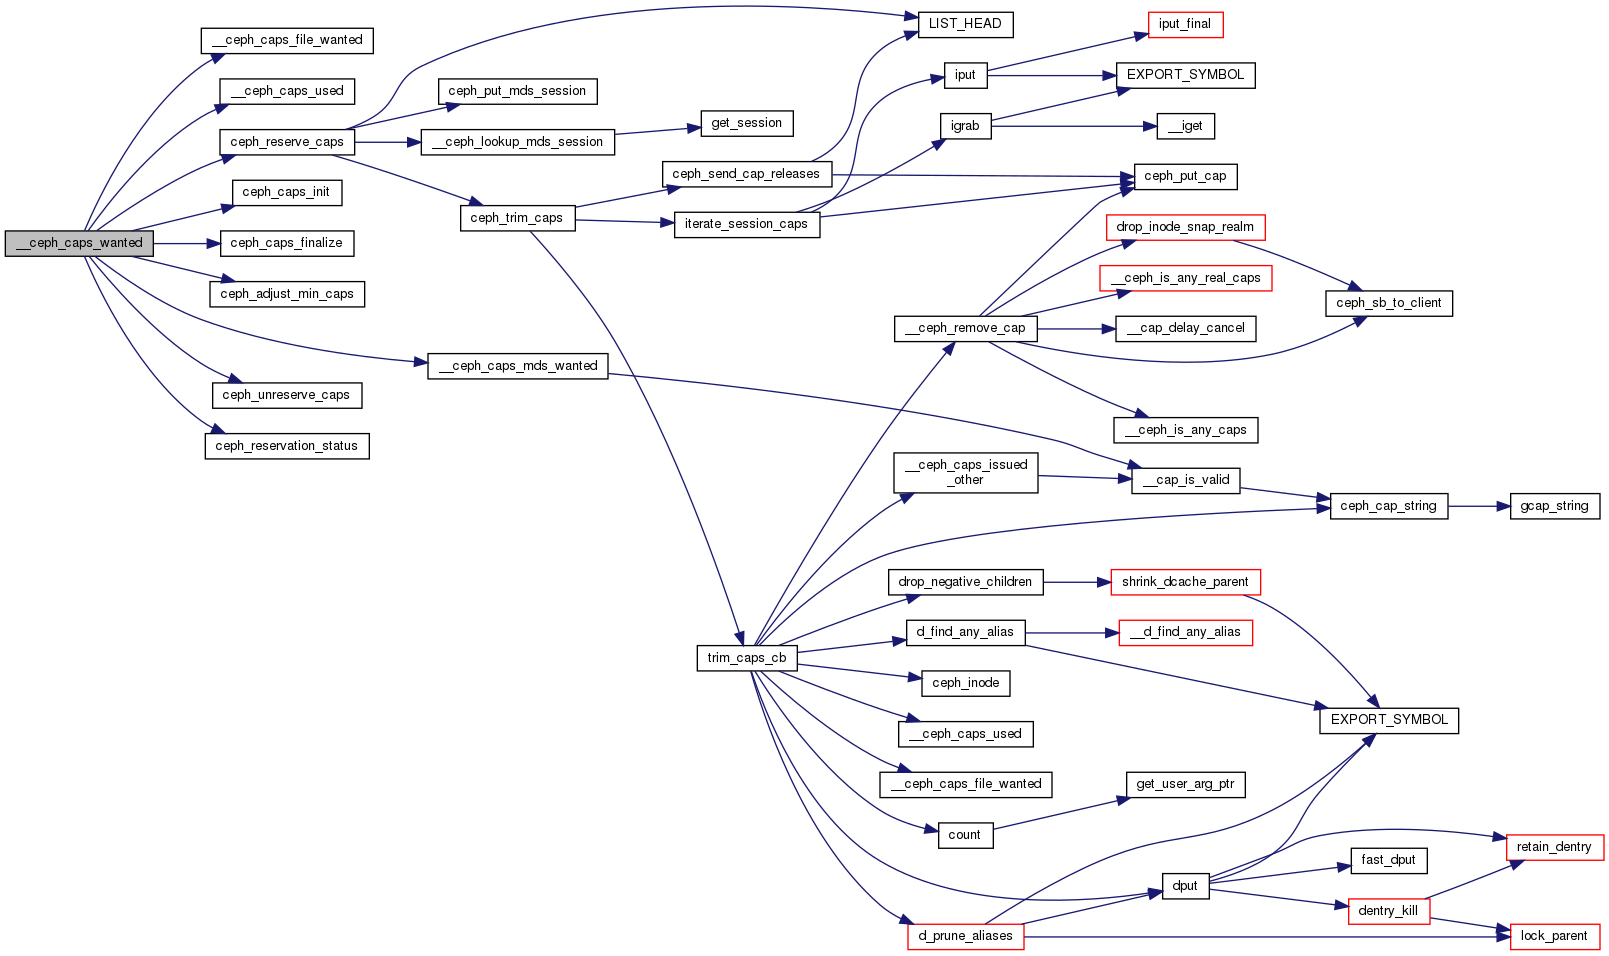 __ceph_caps_wanted
__ceph_caps_file_wanted
__ceph_caps_used
ceph_reserve_caps
ceph_caps_init
ceph_caps_finalize
ceph_adjust_min_caps
ceph_unreserve_caps
ceph_reservation_status
ceph_put_mds_session
__ceph_lookup_mds_session
ceph_trim_caps
__ceph_caps_mds_wanted
get_session
ceph_send_cap_releases
iterate_session_caps
trim_caps_cb
LIST_HEAD
iput
igrab
__ceph_remove_cap
__ceph_caps_issued
_other
drop_negative_children
d_find_any_alias
ceph_inode
__ceph_caps_used
__ceph_caps_file_wanted
count
d_prune_aliases
iput_final
EXPORT_SYMBOL
__iget
ceph_put_cap
drop_inode_snap_realm
__ceph_is_any_real_caps
__cap_delay_cancel
__ceph_is_any_caps
__cap_is_valid
shrink_dcache_parent
__d_find_any_alias
get_user_arg_ptr
dput
ceph_sb_to_client
ceph_cap_string
EXPORT_SYMBOL
fast_dput
dentry_kill
gcap_string
retain_dentry
lock_parent